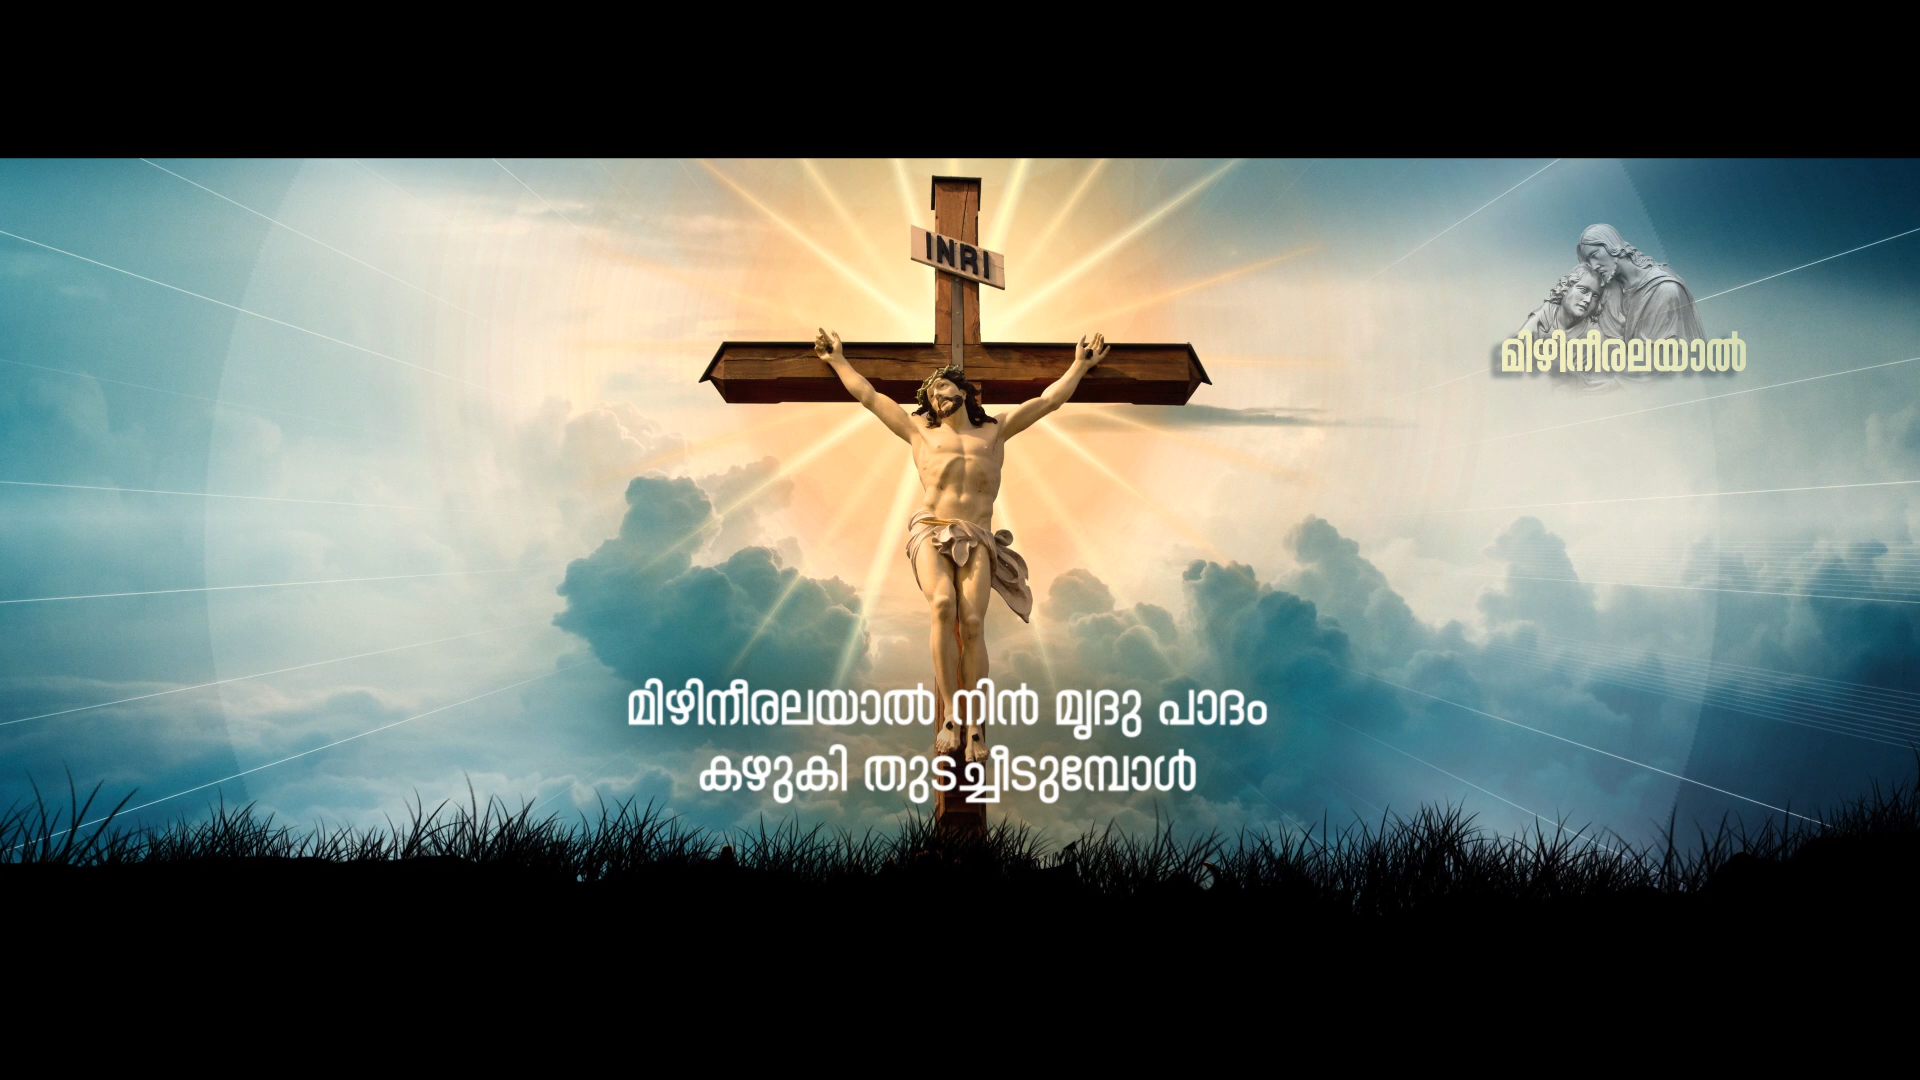 INRI
മിഴിനീരലയാൽ
മിഴിനീരലയാൽ നിൻ മൃദു പാദം
കഴുകി തുടച്ചീടുമ്പോൾ